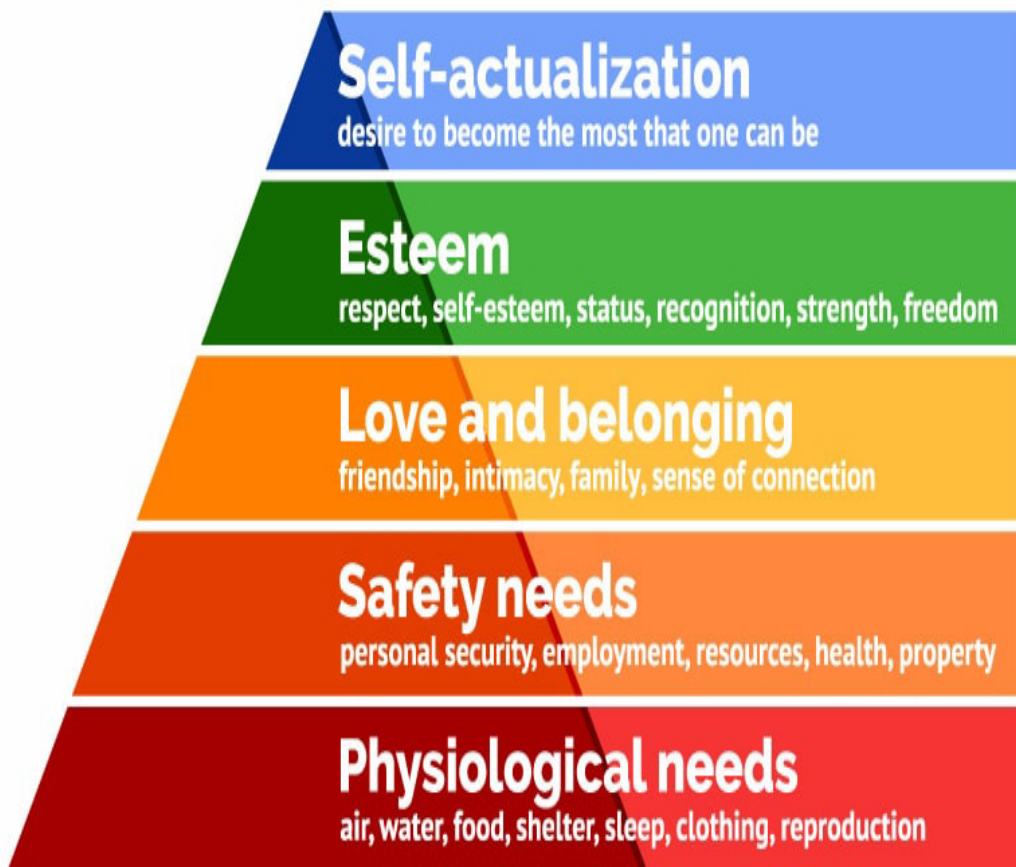 Self-actualization
desire to become the most that one can be
Esteem
respect, self-esteem, status, recognition, strength, freedom
Love and belonging
friendship, intimacy, family, sense of connection
Safety needs
personal security, employment, resources, health, property
Physiological needs
air, water, food, shelter, sleep, clothing, reproduction